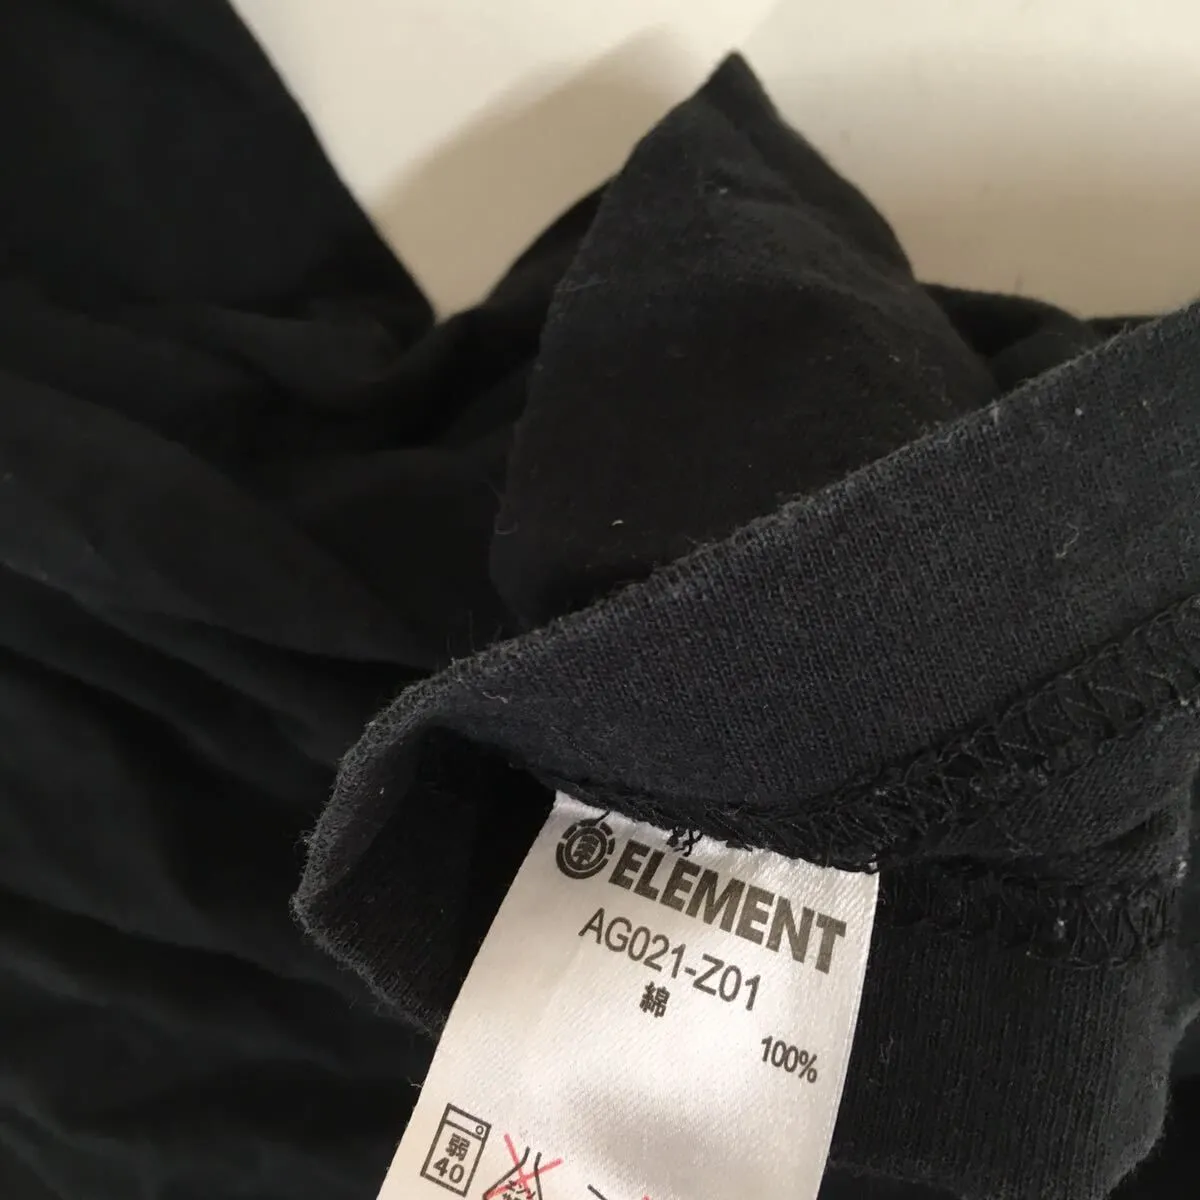 ELEMENT
AG021-Z01
綿
100%
弱
40